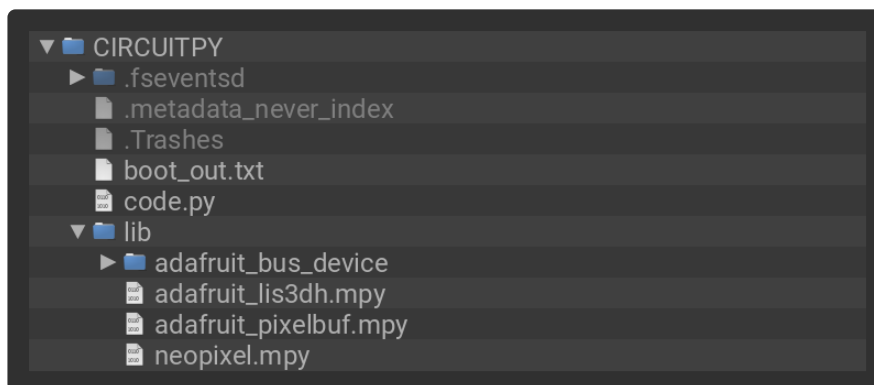 CIRCUITPY
.fseventsd
.metadata_never_index
.Trashes
boot_out.txt
code.py
lib
adafruit_bus_device
adafruit_lis3dh.mpy
adafruit_pixelbuf.mpy
neopixel.mpy